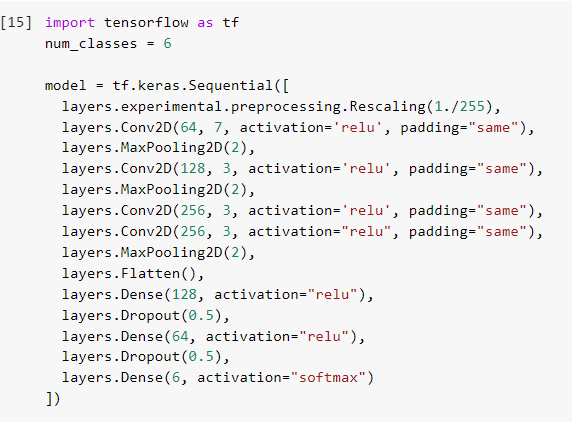 [15] import tensorflow as tf
num_classes = 6
model = tf.keras.Sequential([
layers.experimental.preprocessing.Rescaling(1./255),
layers.Conv2D(64, 7, activation='relu', padding="same"),
layers.MaxPooling2D(2),
layers.Conv2D(128, 3, activation='relu', padding="same"),
layers.MaxPooling2D(2),
layers.Conv2D(256, 3, activation='relu', padding="same"),
layers.Conv2D(256, 3, activation="relu", padding="same"),
layers.MaxPooling2D(2),
layers.Flatten(),
layers.Dense(128, activation="relu"),
layers.Dropout(0.5),
layers.Dense(64, activation="relu"),
layers.Dropout(0.5),
layers.Dense(6, activation="softmax")
])